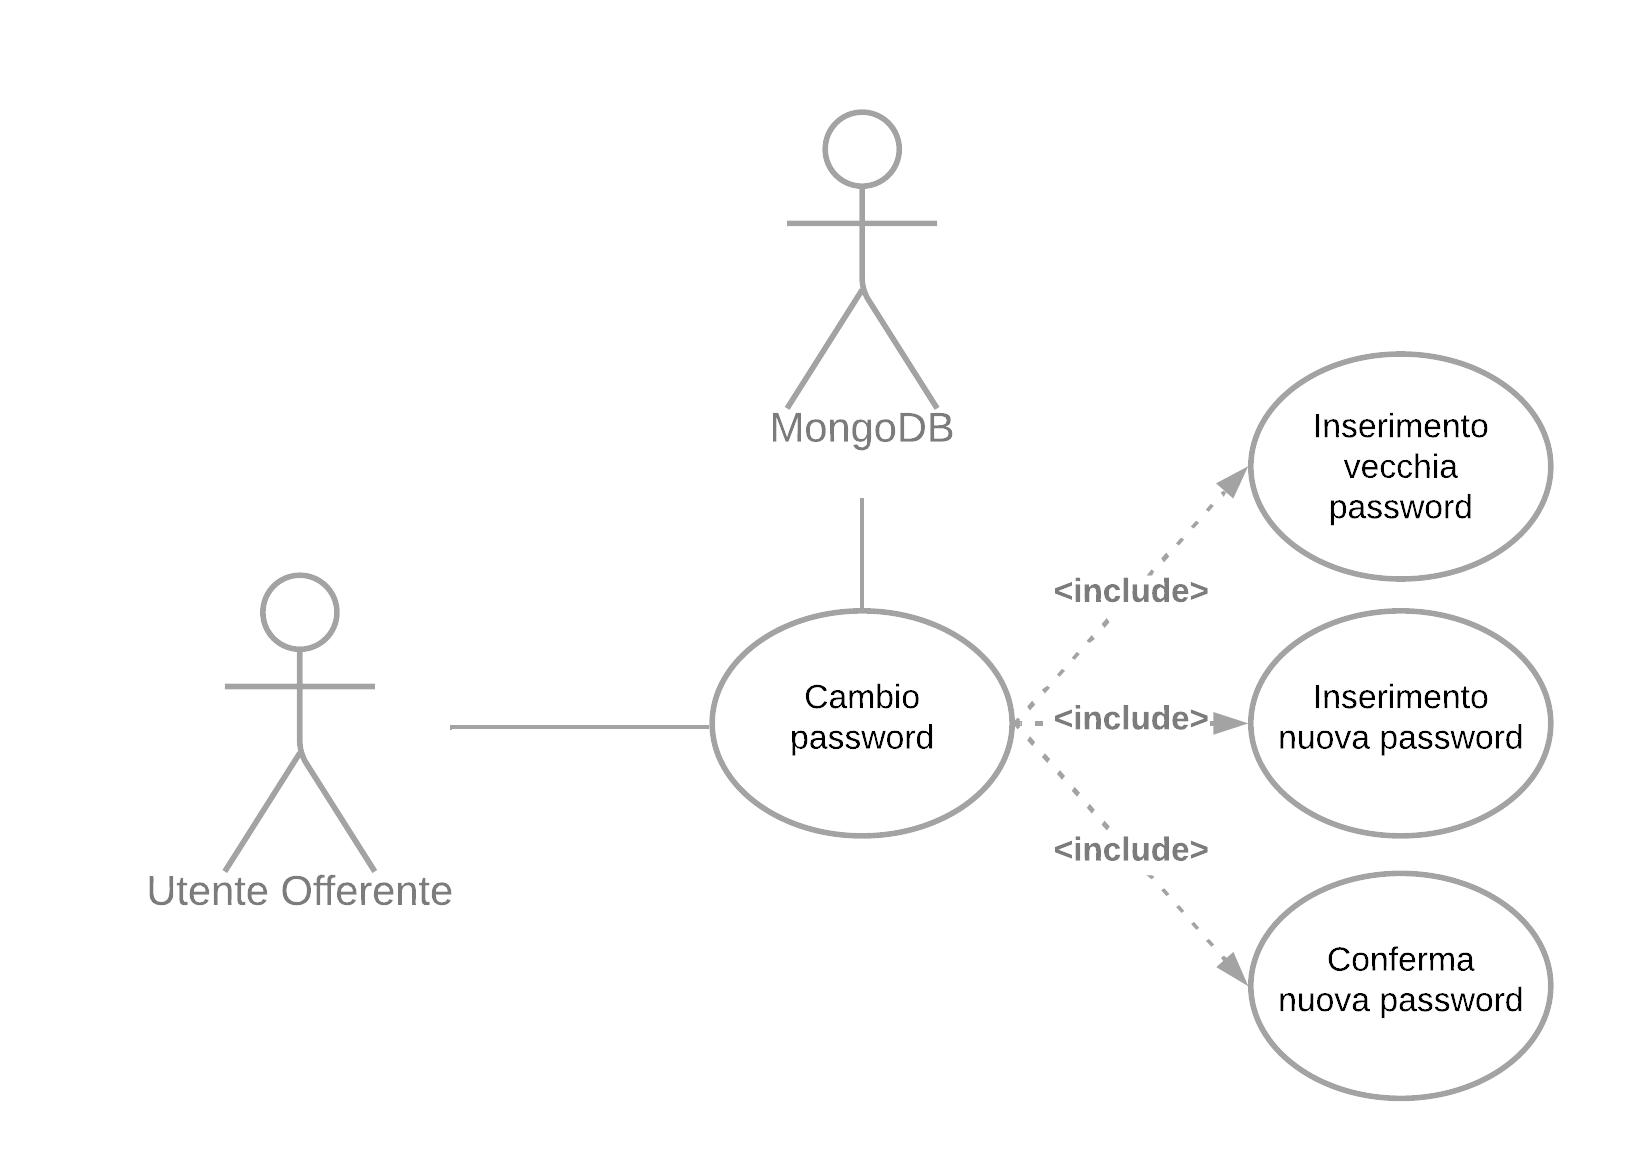 MongoDB
Inserimento
vecchia
password
<include>
Cambio
password
<include>
Inserimento
nuova password
<include>
Utente Offerente
Conferma
nuova password